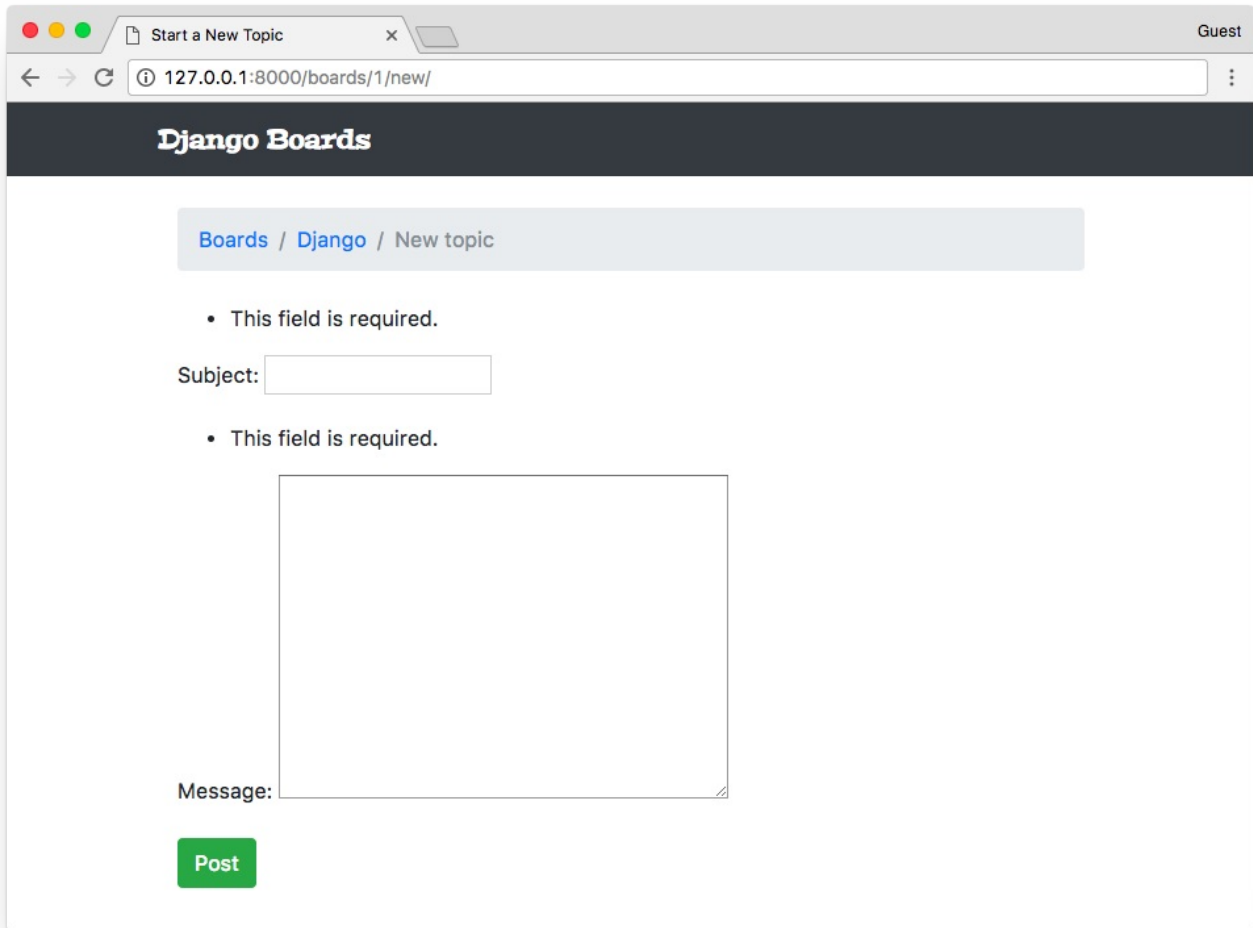 Start a New Topic
Guest
127.0.0.1:8000/boards/1/new/
Django Boards
Boards / Django / New topic
• This field is required.
Subject:
• This field is required.
Message:
Post